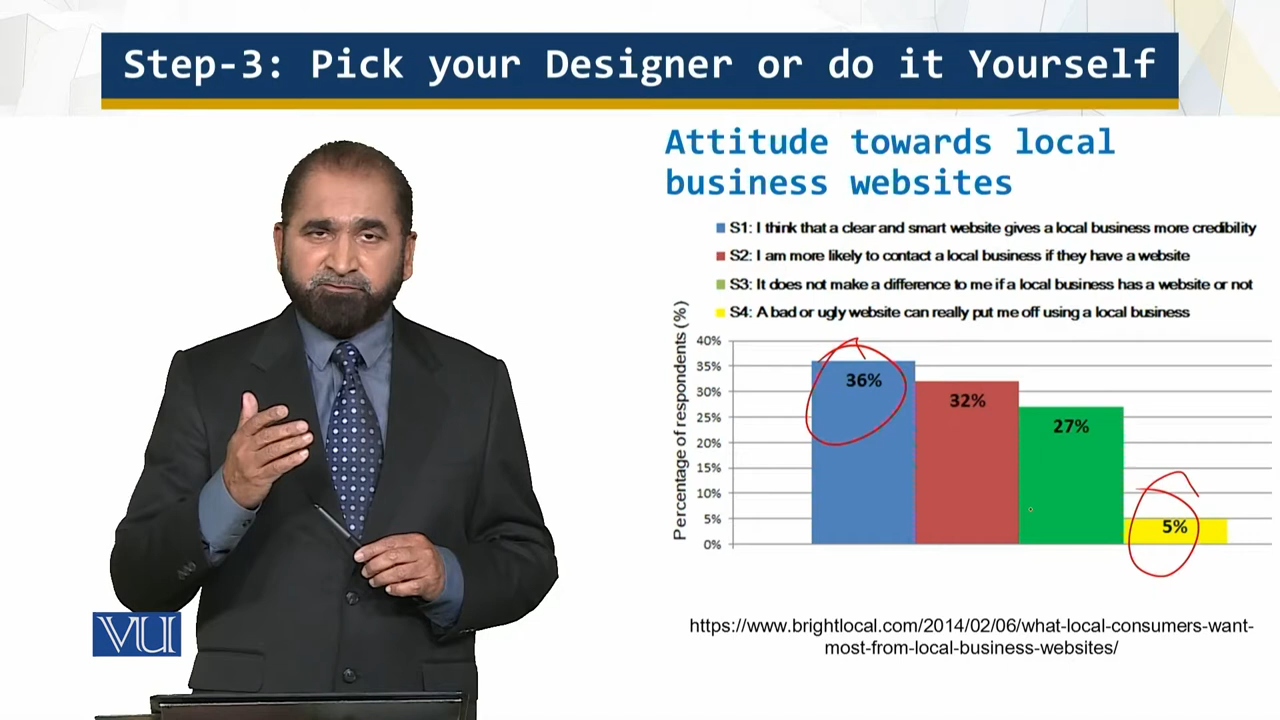 Step-3: Pick your Designer or do it Yourself
Attitude towards local
business websites
S1: I think that a clear and smart website gives a local business more credibility
S2: I am more likely to contact a local business if they have a website
S3: It does not make a difference to me if a local business has a website or not
S4: A bad or ugly website can really put me off using a local business
Percentage of respondents (%)
40%
35%
30%
25%
20%
15%
10%
5%
0%
36%
32%
27%
5%
VU
https://www.brightlocal.com/2014/02/06/what-local-consumers-want-
most-from-local-business-websites/